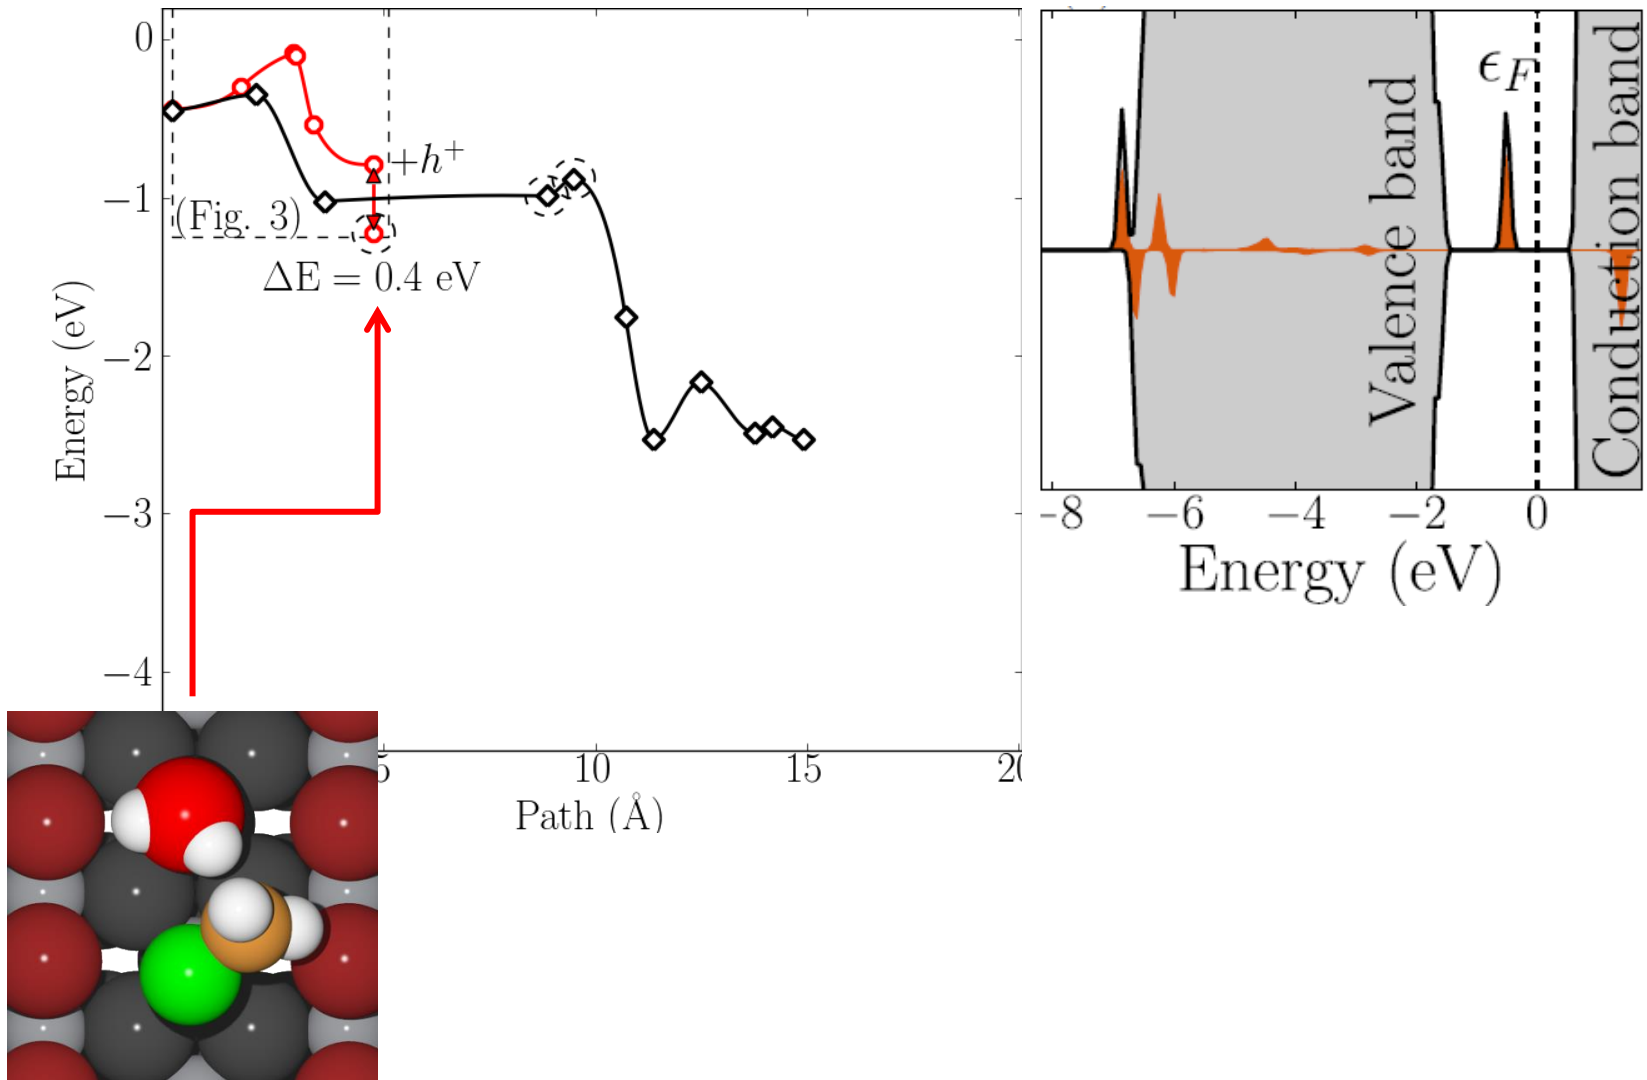 0
−1
−2
−3
−4
Energy (eV)
+h⁺
(Fig. 3)
ΔE = 0.4 eV
10
15
Path (Å)
ϵF
Valence band
Conduction band
-8
−6
−4
−2
0
Energy (eV)